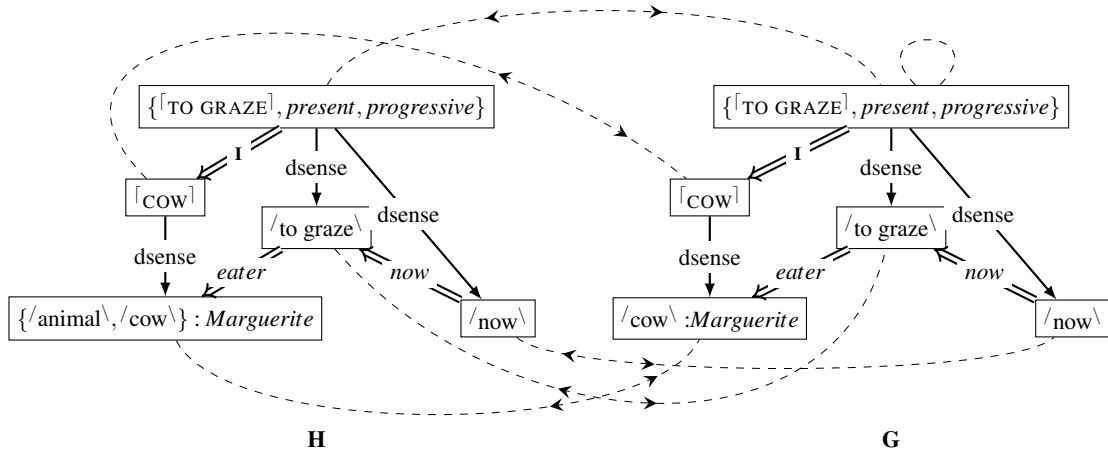 {⌈TO GRAZE⌉, present, progressive} {⌈TO GRAZE⌉, present, progressive}
I I
dsense dsense
⌈COW⌉ ⌈COW⌉
dsense dsense
/to graze\ /to graze\
dsense eater now dsense eater now
{/animal\, /cow\} : Marguerite /now\ /cow\ :Marguerite /now\
H G